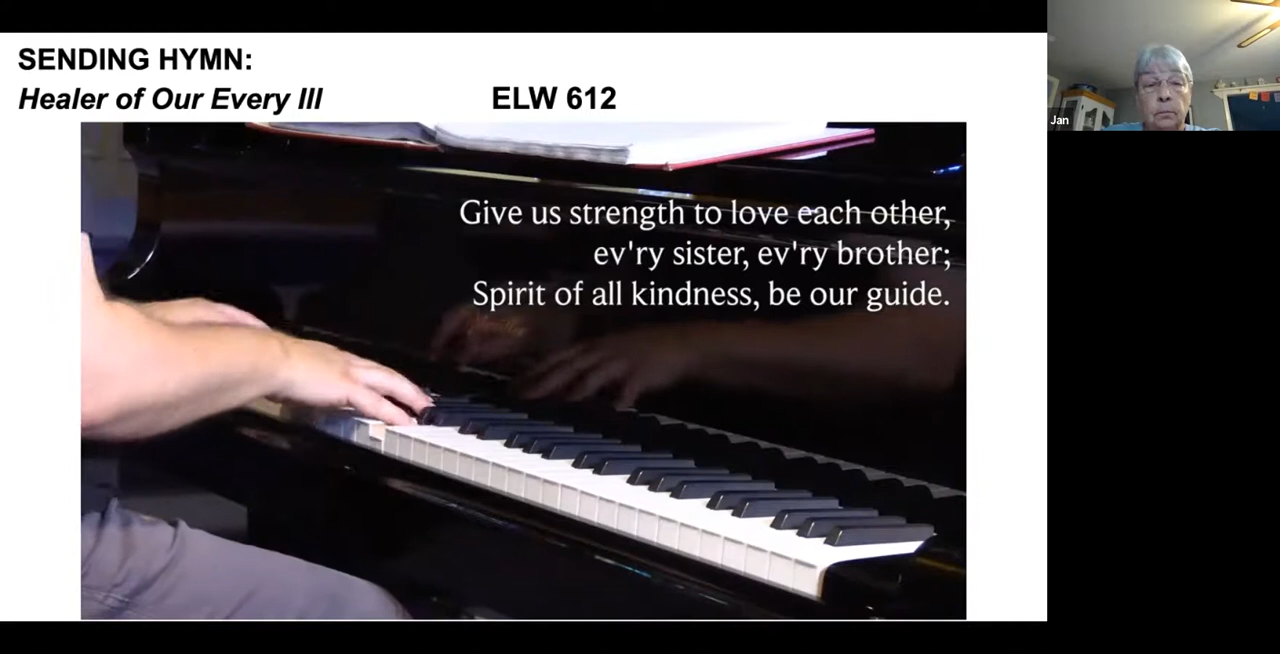 SENDING HYMN:
Healer of Our Every Ill ELW 612
Give us strength to love each other,
ev'ry sister, ev'ry brother;
Spirit of all kindness, be our guide.
Jan